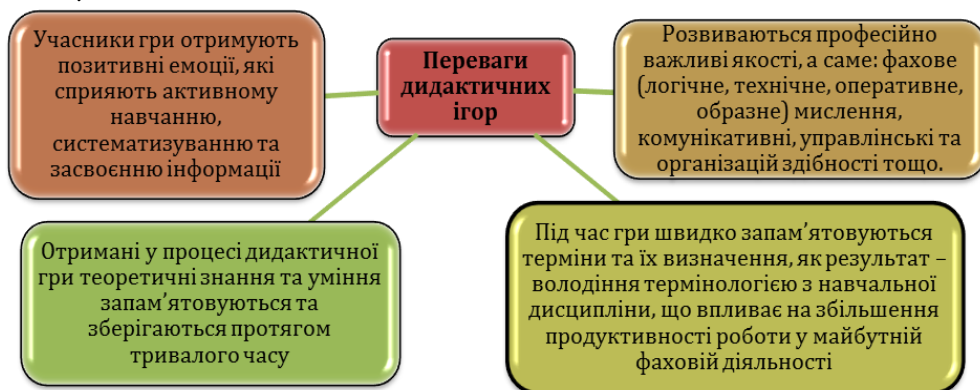 Учасники гри отримують
позитивні емоції, які
сприяють активному
навчанню,
систематизуванню та
засвоєнню інформації
Переваги
дидактичних
ігор
Розвиваються професійно
важливі якості, а саме: фахове
(логічне, технічне, оперативне,
образне) мислення,
комунікативні, управлінські та
організацій здібності тощо.
Отримані у процесі дидактичної
гри теоретичні знання та уміння
запам’ятовуються та
зберігаються протягом
тривалого часу
Під час гри швидко запам’ятовуються
терміни та їх визначення, як результат –
володіння термінологією з навчальної
дисципліни, що впливає на збільшення
продуктивності роботи у майбутній
фаховій діяльності